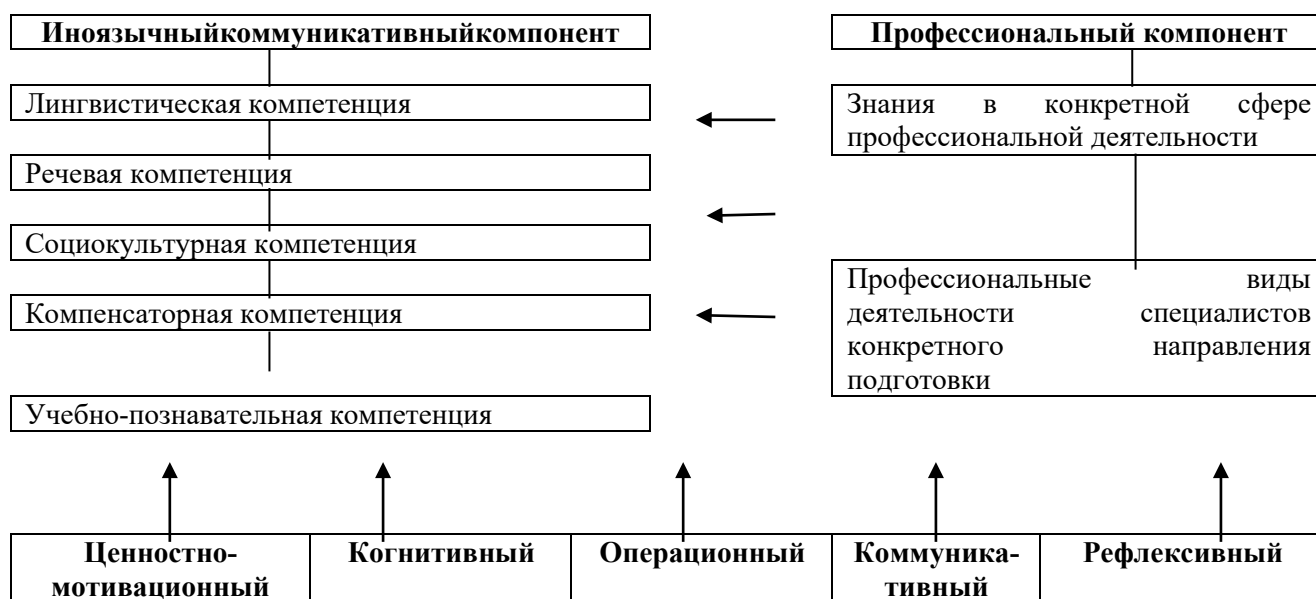 Иноязычныйкоммуникативныйкомпонент
Профессиональный компонент
Лингвистическая компетенция
Речевая компетенция
Социокультурная компетенция
Компенсаторная компетенция
Учебно-познавательная компетенция
Знания в конкретной сфере
профессиональной деятельности
Профессиональные виды
деятельности специалистов
конкретного направления
подготовки
Ценностно-
мотивационный
Когнитивный
Операционный
Коммуника-
тивный
Рефлексивный